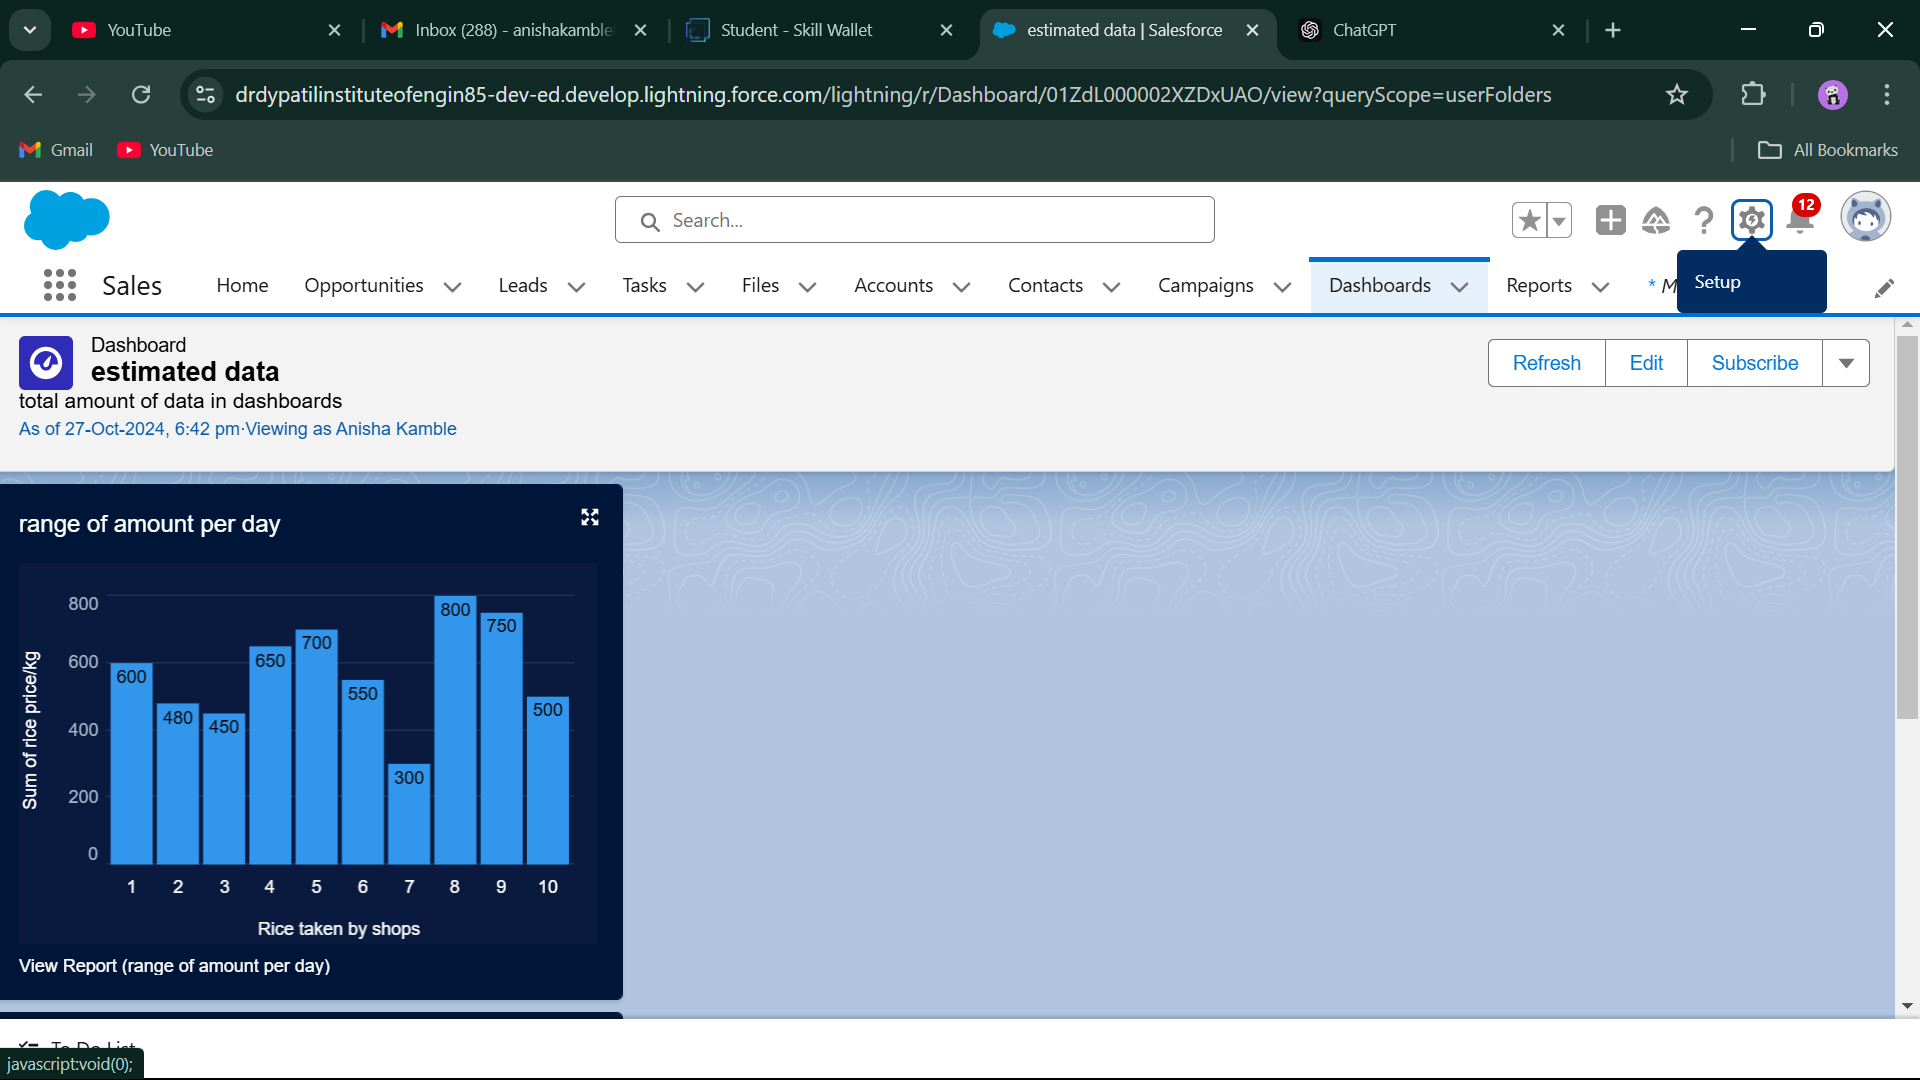 YouTube
Inbox (288) - anishakamble
Student - Skill Wallet
estimated data | Salesforce
ChatGPT
drdypatilinstituteofengin85-dev-ed.develop.lightning.force.com/lightning/r/Dashboard/01ZdL000002XZDxUAO/view?queryScope=userFolders
Gmail
YouTube
All Bookmarks
Search...
12
Sales
Home
Opportunities
Leads
Tasks
Files
Accounts
Contacts
Campaigns
Dashboards
Reports
* M
Setup
Dashboard
estimated data
total amount of data in dashboards
As of 27-Oct-2024, 6:42 pm·Viewing as Anisha Kamble
Refresh
Edit
Subscribe
range of amount per day
Sum of rice price/kg
800
600
400
200
0
600
480
450
650
700
550
300
800
750
500
1 2 3 4 5 6 7 8 9 10
Rice taken by shops
View Report (range of amount per day)
To Do List
javascript:void(0);